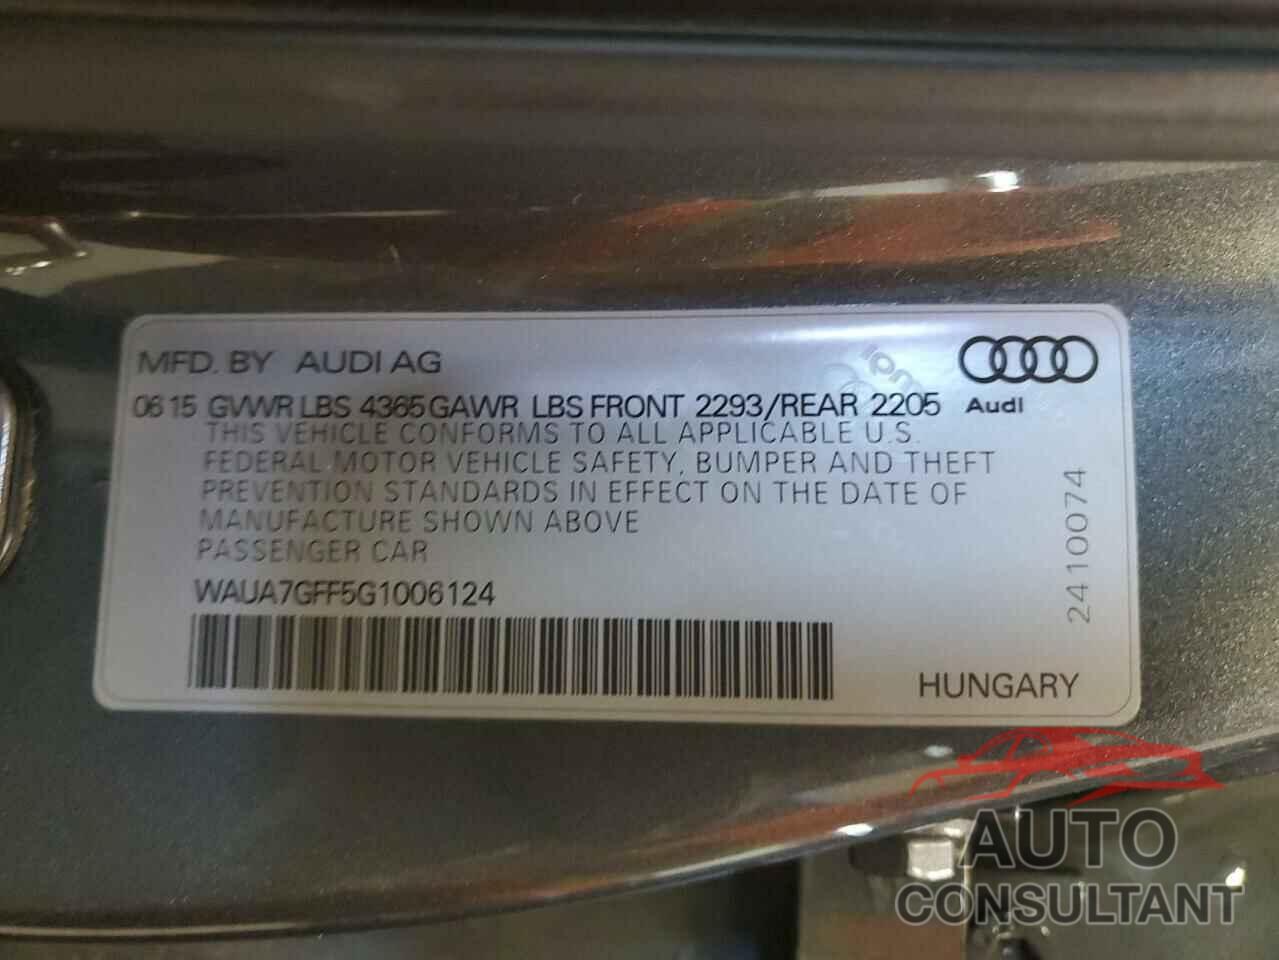 MFD. BY AUDI AG
06 15 GVWR LBS 4365 GAWR LBS FRONT 2293/REAR 2205
Audi
THIS VEHICLE CONFORMS TO ALL APPLICABLE U.S.
FEDERAL MOTOR VEHICLE SAFETY, BUMPER AND THEFT
PREVENTION STANDARDS IN EFFECT ON THE DATE OF
MANUFACTURE SHOWN ABOVE
PASSENGER CAR
WAUA7GFF5G1006124
HUNGARY
2410074
AUTO
CONSULTANT